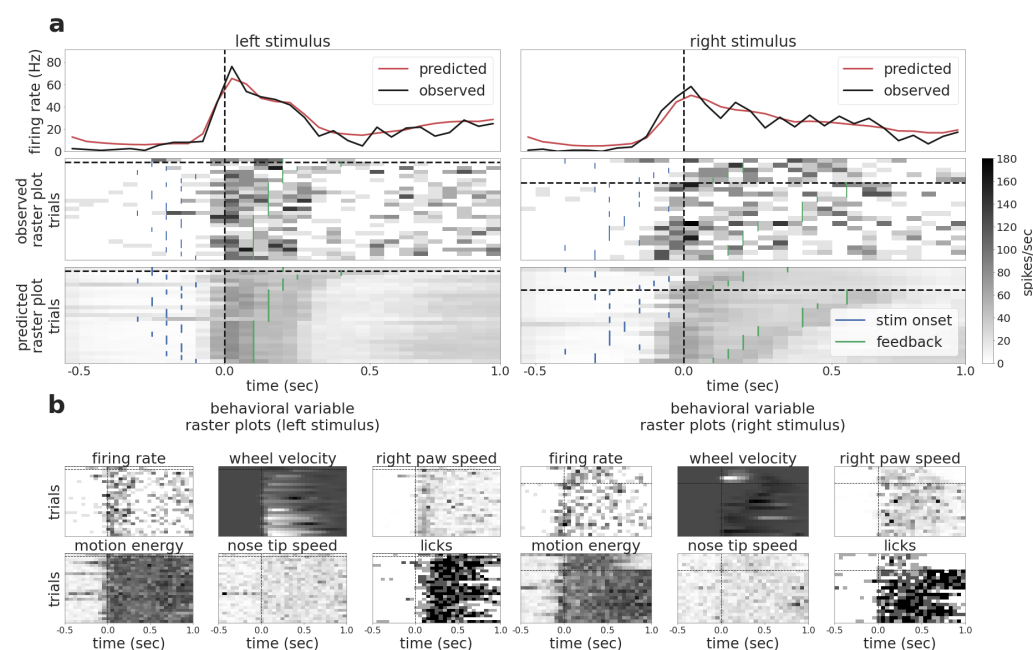 a
left stimulus
right stimulus
firing rate (Hz)
80
60
40
20
0
predicted
observed
predicted
observed
observed
raster plot
trials
predicted
raster plot
trials
180
160
140
120
100
80
60
40
20
0
spikes/sec
stim onset
feedback
-0.5
0.0
0.5
1.0
-0.5
0.0
0.5
1.0
time (sec)
time (sec)
b
behavioral variable
raster plots (left stimulus)
behavioral variable
raster plots (right stimulus)
firing rate
wheel velocity
right paw speed
firing rate
wheel velocity
right paw speed
trials
motion energy
nose tip speed
licks
motion energy
nose tip speed
licks
trials
-0.5 0.0 0.5 1.0
-0.5 0.0 0.5 1.0
-0.5 0.0 0.5 1.0
-0.5 0.0 0.5 1.0
-0.5 0.0 0.5 1.0
-0.5 0.0 0.5 1.0
time (sec)
time (sec)
time (sec)
time (sec)
time (sec)
time (sec)